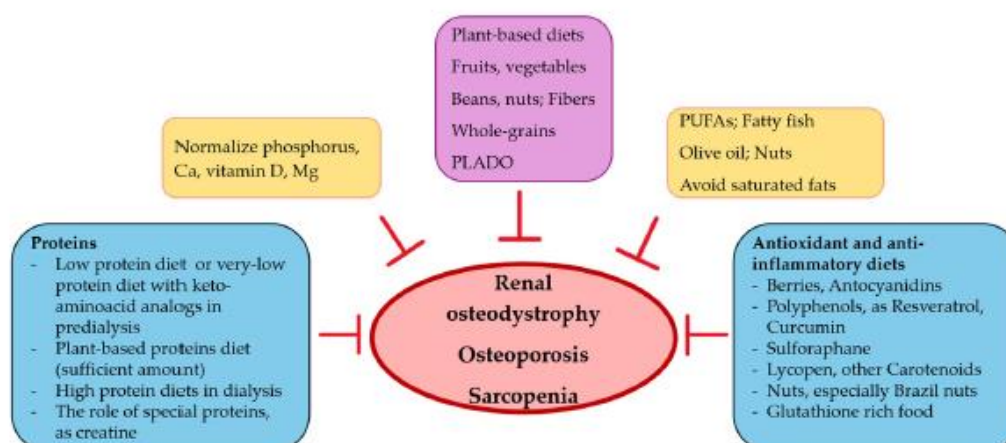 Plant-based diets
Fruits, vegetables
Beans, nuts; Fibers
Whole-grains
PLADO
Normalize phosphorus,
Ca, vitamin D, Mg
PUFAs; Fatty fish
Olive oil; Nuts
Avoid saturated fats
Proteins
- Low protein diet or very-low
protein diet with keto-
aminoacid analogs in
predialysis
- Plant-based proteins diet
(sufficient amount)
- High protein diets in dialysis
- The role of special proteins,
as creatine
Renal
osteodystrophy
Osteoporosis
Sarcopenia
Antioxidant and anti-
inflammatory diets
- Berries, Antocyanidins
- Polyphenols, as Resveratrol,
Curcumin
- Sulforaphane
- Lycopen, other Carotenoids
- Nuts, especially Brazil nuts
- Glutathione rich food